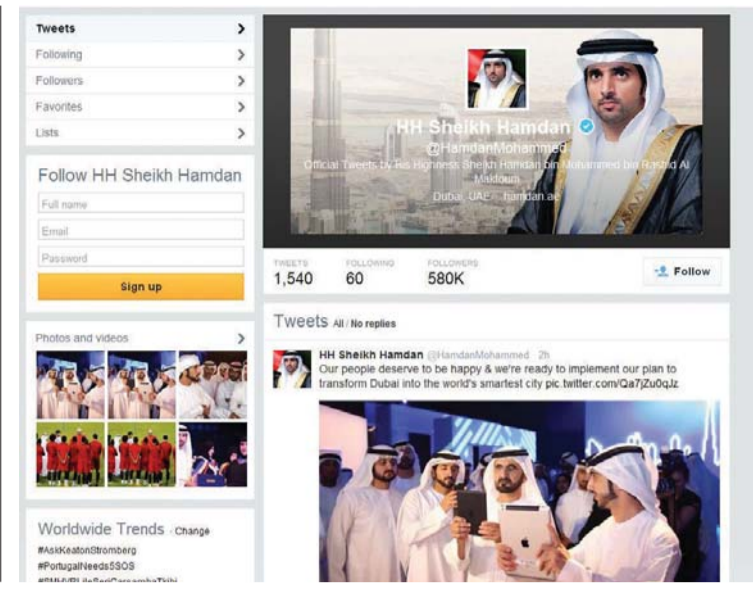 Tweets
Following
Followers
Favorites
Lists
Follow HH Sheikh Hamdan
Full name
Email
Password
Sign up
Photos and videos
Worldwide Trends · Change
#AskKeatonStromberg
#PortugalNeeds5SOS
HH Sheikh Hamdan
@HamdanMohammed
Official Tweets by His Highness Sheikh Hamdan bin Mohammed bin Rashid Al
Maktoum
Dubai, UAE · hamdan.ae
TWEETS
1,540
FOLLOWING
60
FOLLOWERS
580K
Follow
Tweets All / No replies
HH Sheikh Hamdan @HamdanMohammed · 2h
Our people deserve to be happy & we're ready to implement our plan to
transform Dubai into the world's smartest city pic.twitter.com/Qa7jZu0qJz